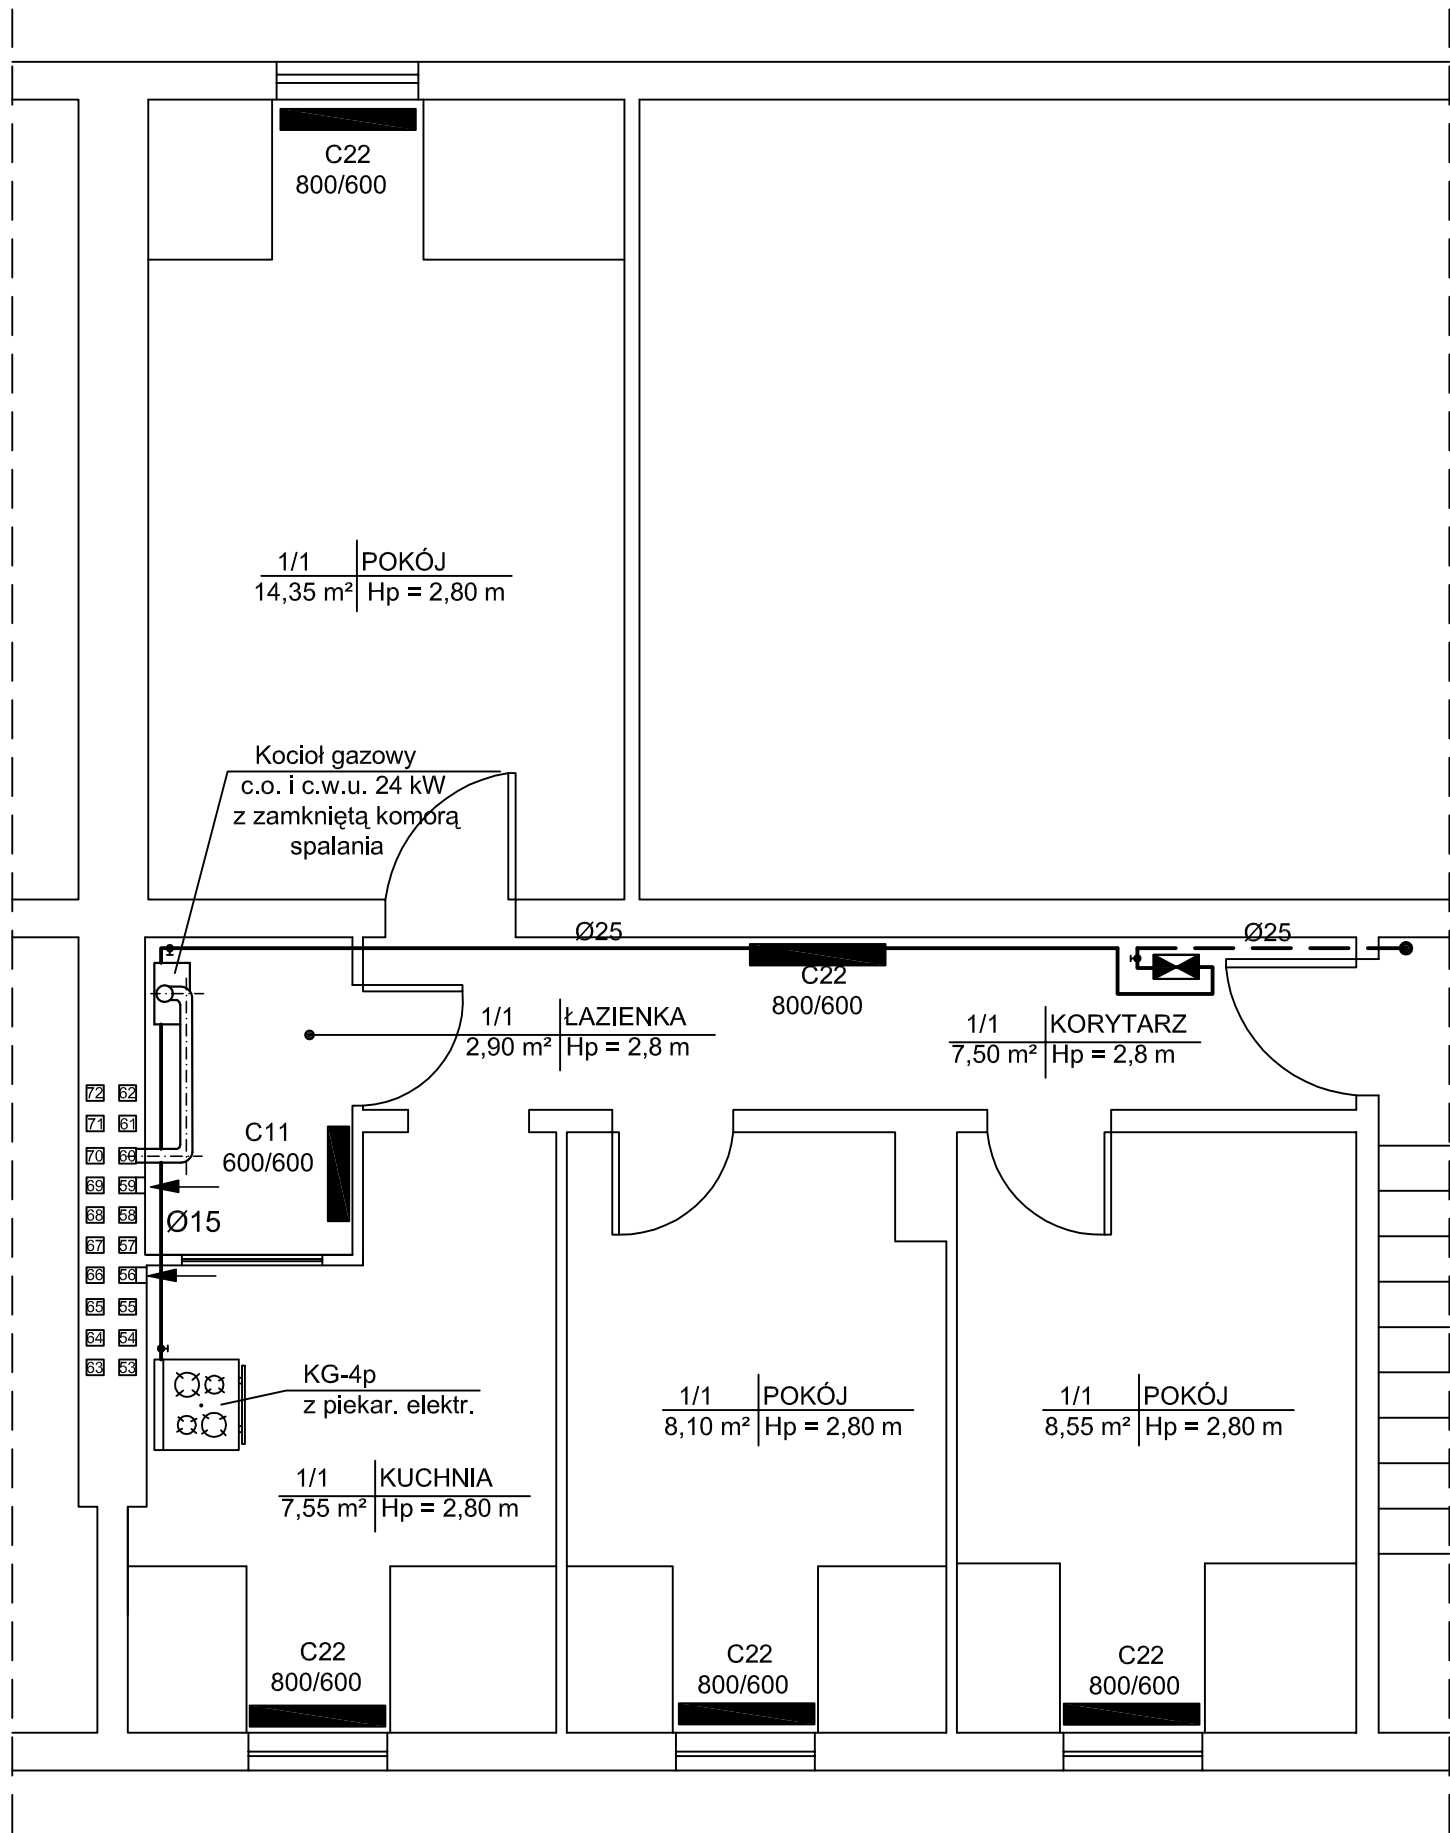 C22
800/600
1/1 POKÓJ
14,35 m² Hp = 2,80 m
Kocioł gazowy
c.o. i c.w.u. 24 kW
z zamkniętą komorą
spalania
Ø25
Ø25
C22
800/600
1/1 ŁAZIENKA
2,90 m² Hp = 2,8 m
1/1 KORYTARZ
7,50 m² Hp = 2,8 m
72 62
71 61
70 60
69 59
68 58
67 57
66 56
65 55
64 54
63 53
C11
600/600
Ø15
KG-4p
z piekar. elektr.
1/1 POKÓJ
8,10 m² Hp = 2,80 m
1/1 POKÓJ
8,55 m² Hp = 2,80 m
1/1 KUCHNIA
7,55 m² Hp = 2,80 m
C22
800/600
C22
800/600
C22
800/600